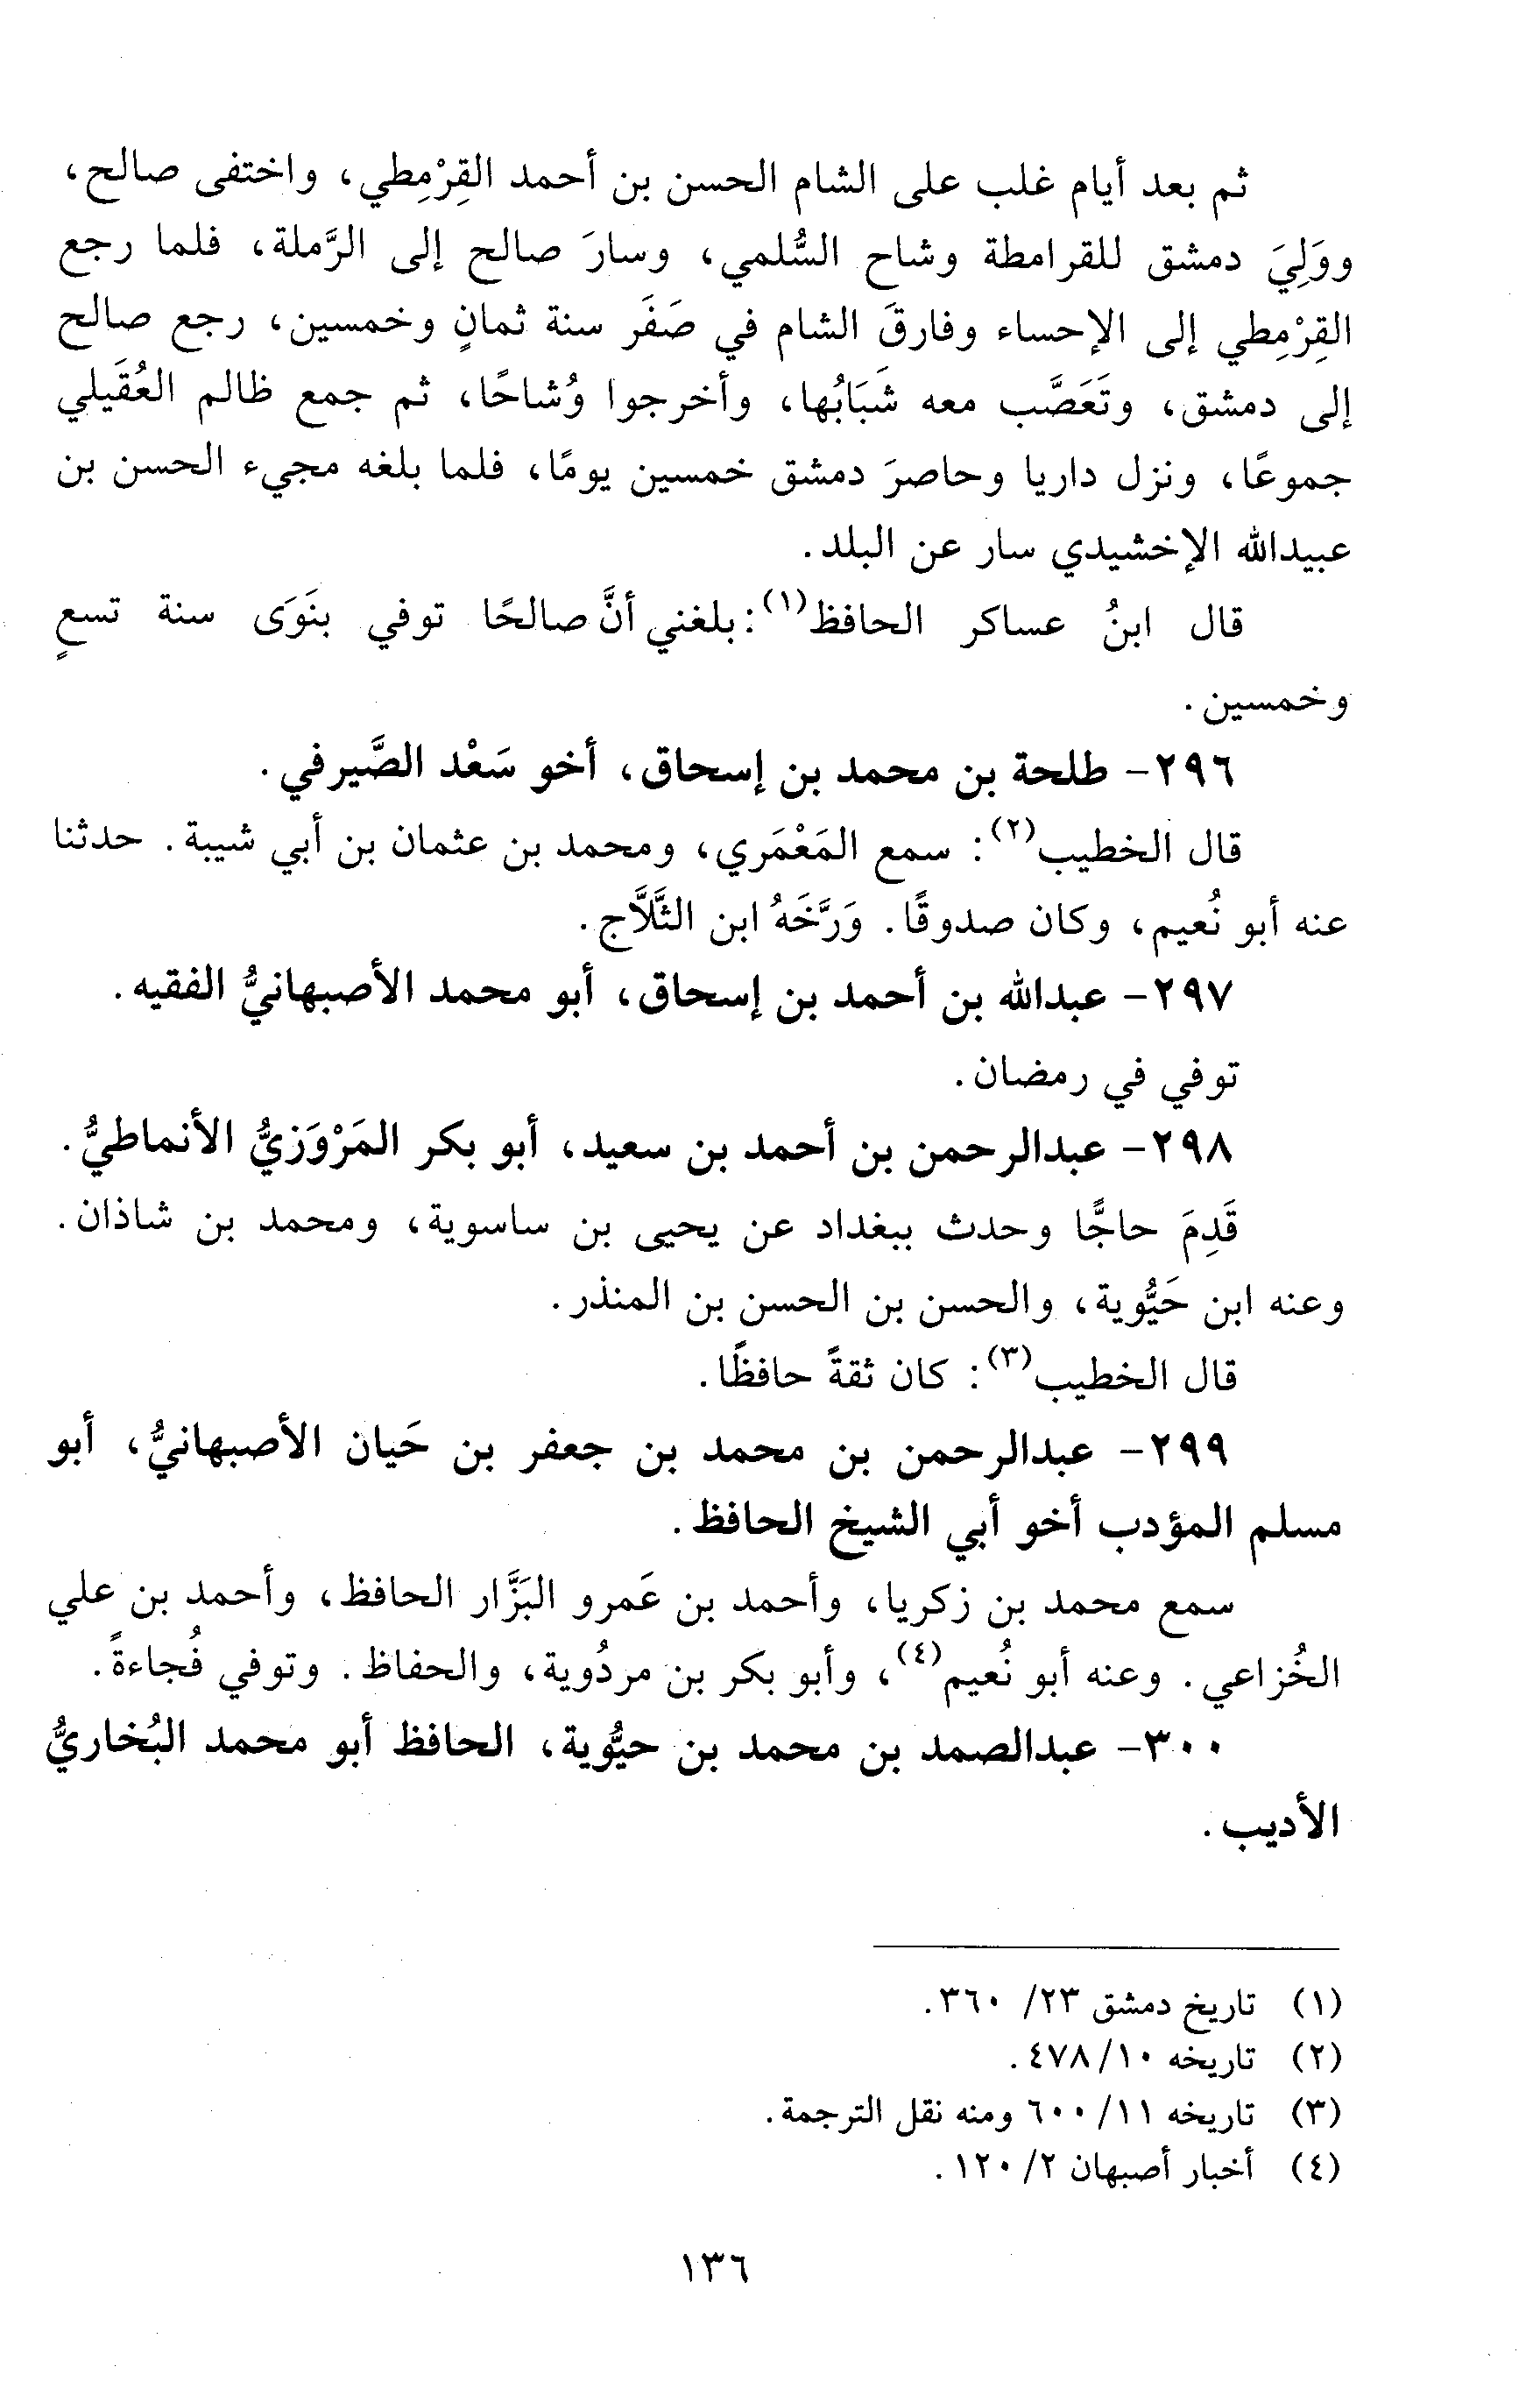 ثم بعد أيام غلب على الشام الحسن بن أحمد القِرْمِطي، واختفى صالح،
ووَلِيَ دمشق للقرامطة وشاح السُّلمي، وسارَ صالح إلى الرَّملة، فلما رجع
القِرْمِطي إلى الإحساء وفارقَ الشام في صَفَر سنة ثمانٍ وخمسين، رجع صالح
إلى دمشق، وتَعَصَّب معه شَبَابُها، وأخرجوا وُشاحًا، ثم جمع ظالم العُقَيلي
جموعًا، ونزل داريا وحاصرَ دمشق خمسين يومًا، فلما بلغه مجيء الحسن بن
عبيدالله الإخشيدي سار عن البلد.
قال ابنُ عساكر الحافظ(١): بلغني أنَّ صالحًا توفي بنَوَى سنة تسعٍ
وخمسين.
٢٩٦- طلحة بن محمد بن إسحاق، أخو سَعْد الصَّيرفي.
قال الخطيب(٢): سمع المَعْمَري، ومحمد بن عثمان بن أبي شيبة. حدثنا
عنه أبو نُعيم، وكان صدوقًا. وَرَّخَهُ ابن الثَّلَّاج.
٢٩٧- عبدالله بن أحمد بن إسحاق، أبو محمد الأصبهانيُّ الفقيه.
توفي في رمضان.
٢٩٨- عبدالرحمن بن أحمد بن سعيد، أبو بكر المَرْوَزيُّ الأنماطيُّ.
قَدِمَ حاجًّا وحدث ببغداد عن يحيى بن ساسوية، ومحمد بن شاذان.
وعنه ابن حَيُّوية، والحسن بن الحسن بن المنذر.
قال الخطيب(٣): كان ثقةً حافظًا.
٢٩٩- عبدالرحمن بن محمد بن جعفر بن حَيان الأصبهانيُّ، أبو
مسلم المؤدب أخو أبي الشيخ الحافظ.
سمع محمد بن زكريا، وأحمد بن عَمرو البَزَّار الحافظ، وأحمد بن علي
الخُزاعي. وعنه أبو نُعيم(٤)، وأبو بكر بن مردُوية، والحفاظ. وتوفي فُجاءةً.
٣٠٠- عبدالصمد بن محمد بن حيُّوية، الحافظ أبو محمد البُخاريُّ
الأديب.
(١) تاريخ دمشق ٢٣/ ٣٦٠.
(٢) تاريخه ١٠/ ٤٧٨.
(٣) تاريخه ١١/ ٦٠٠ ومنه نقل الترجمة.
(٤) أخبار أصبهان ٢/ ١٢٠.
١٣٦